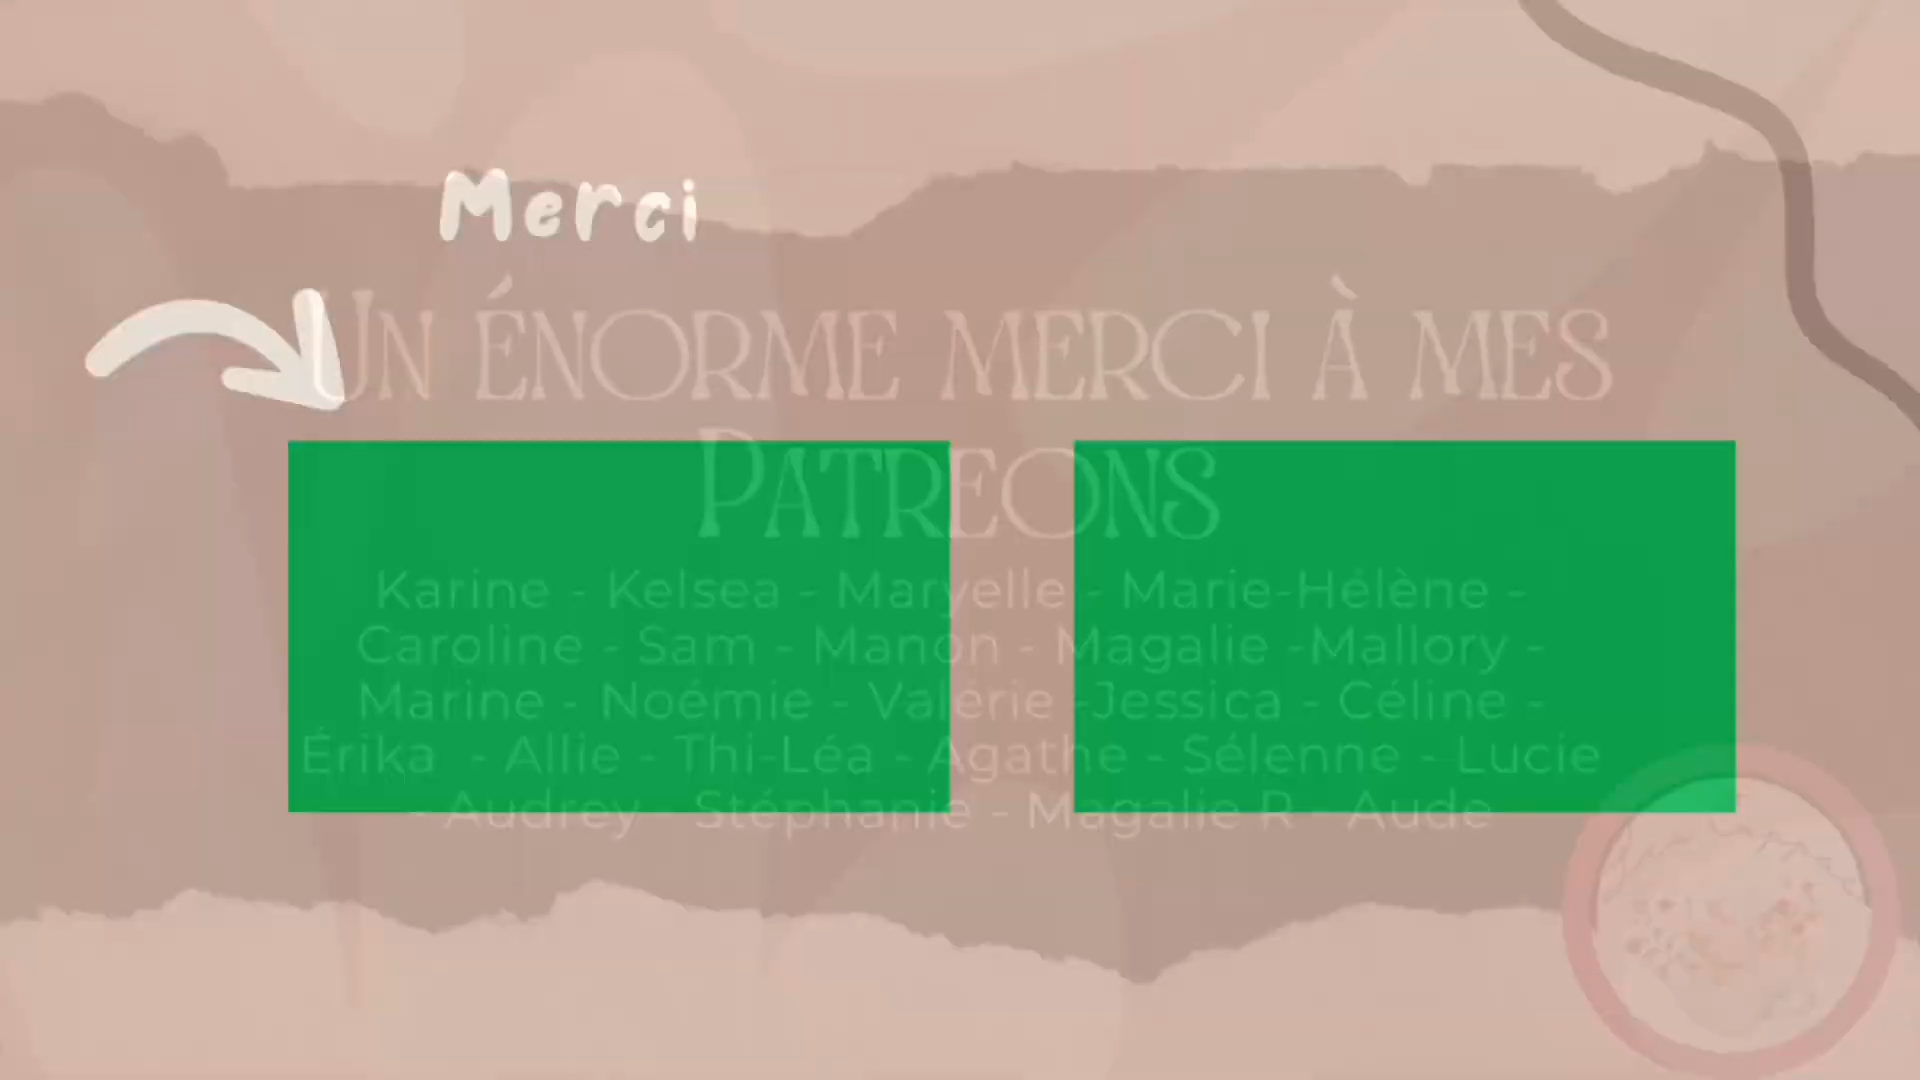 Merci
Un énorme merci à mes
Patreons
Karine - Kelsea - Maryelle - Marie-Hélène -
Caroline - Sam - Manon - Magalie -Mallory -
Marine - Noémie - Valérie -Jessica - Céline -
Érika - Allie - Thi-Léa - Agathe - Sélenne - Lucie
- Audrey - Stéphanie - Magalie R - Aude